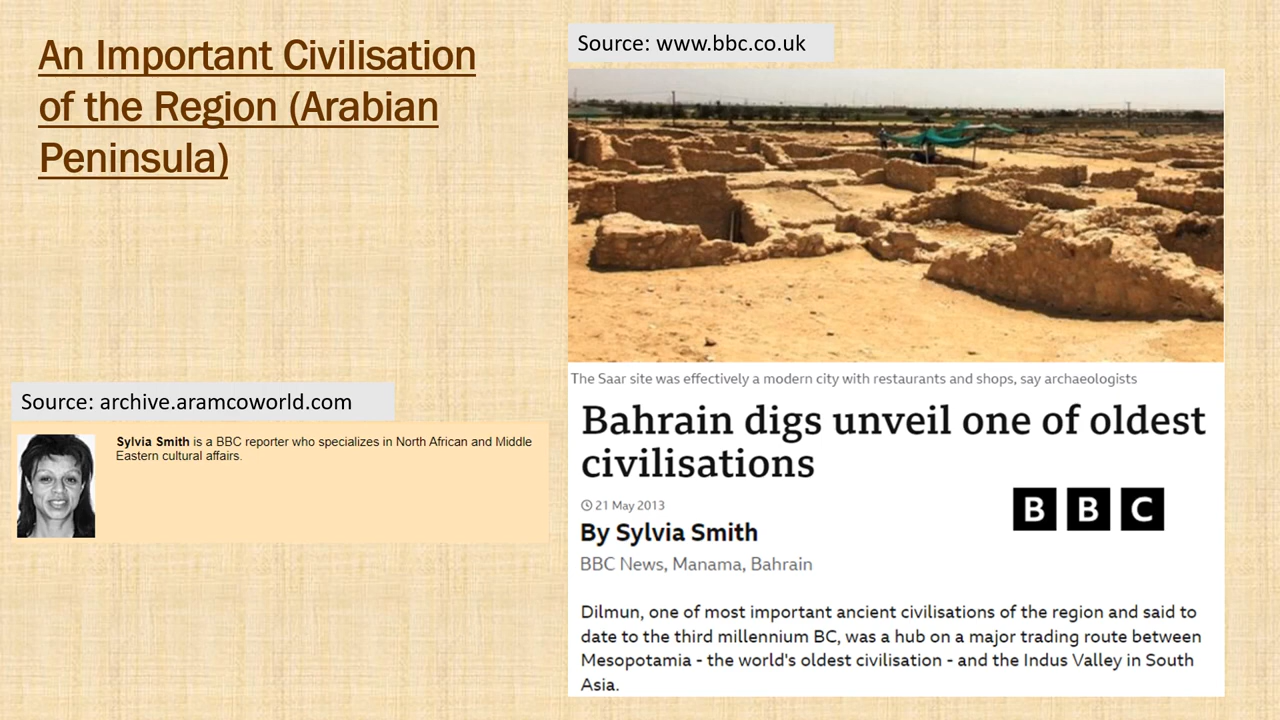 An Important Civilisation
of the Region (Arabian
Peninsula)
Source: archive.aramcoworld.com
Sylvia Smith is a BBC reporter who specializes in North African and Middle
Eastern cultural affairs.
Source: www.bbc.co.uk
The Saar site was effectively a modern city with restaurants and shops, say archaeologists
Bahrain digs unveil one of oldest
civilisations
21 May 2013
BBC
By Sylvia Smith
BBC News, Manama, Bahrain
Dilmun, one of most important ancient civilisations of the region and said to
date to the third millennium BC, was a hub on a major trading route between
Mesopotamia - the world's oldest civilisation - and the Indus Valley in South
Asia.